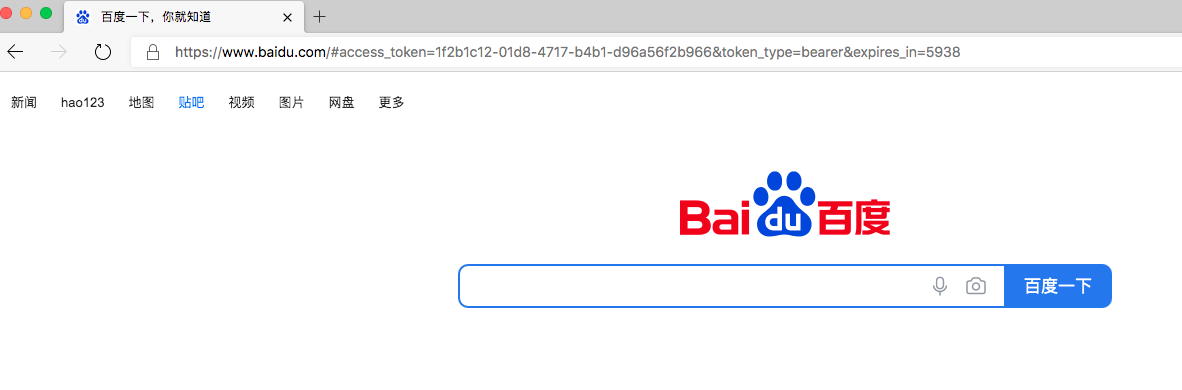 百度一下，你就知道
https://www.baidu.com/#access_token=1f2b1c12-01d8-4717-b4b1-d96a56f2b966&token_type=bearer&expires_in=5938
新闻 hao123 地图 贴吧 视频 图片 网盘 更多
Bai du 百度
百度一下